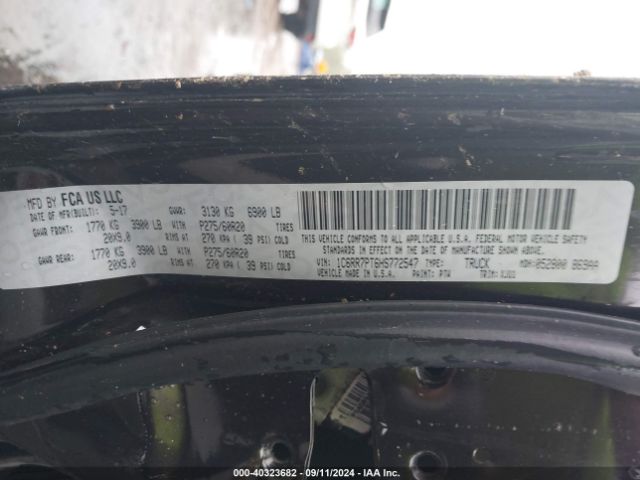 MFD BY FCA US LLC
DATE OF MFR(BUILT) 5-17 GVWR: 3130 KG 6900 LB
GAWR FRONT: 1770 KG 3900 LB WITH P275/60R20 TIRES
20X9.0 RIMS AT 270 KPA ( 39 PSI) COLD
GAWR REAR: 1770 KG 3900 LB WITH P275/60R20 TIRES
20X9.0 RIMS AT 270 KPA ( 39 PSI) COLD
THIS VEHICLE CONFORMS TO ALL APPLICABLE U.S.A. FEDERAL MOTOR VEHICLE SAFETY
STANDARDS IN EFFECT ON THE DATE OF MANUFACTURE SHOWN ABOVE.
VIN: TYPE: TRUCK MDH:052900 869AA
MADE IN U.S.A. PAINT: TRIM:
000-40323682 - 09/11/2024 - IAA Inc.